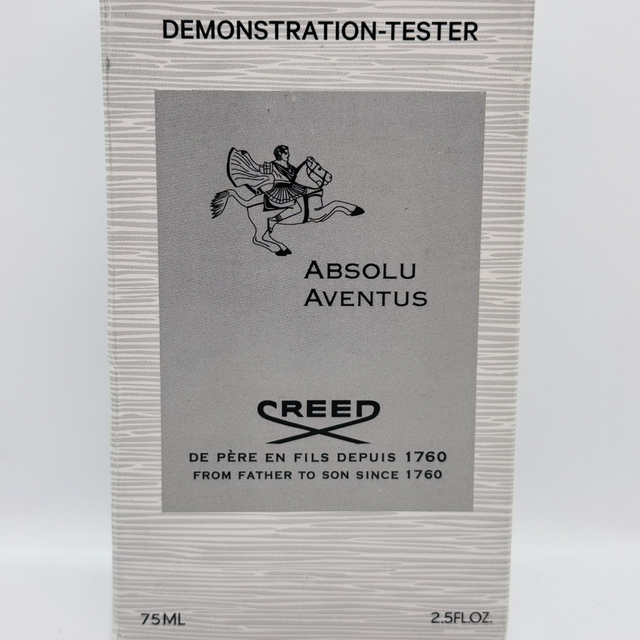 DEMONSTRATION-TESTER
ABSOLU
AVENTUS
CREED
DE PÈRE EN FILS DEPUIS 1760
FROM FATHER TO SON SINCE 1760
75ML 2.5FL.OZ.